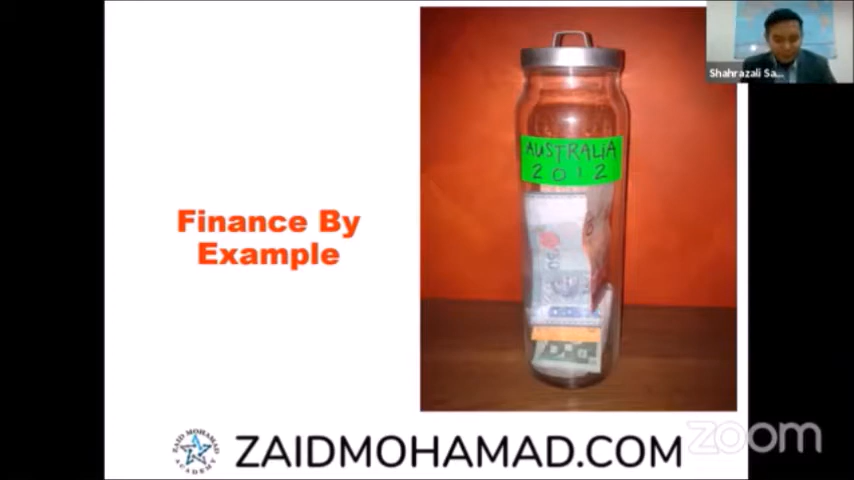 Shahrazali Sa...
AUSTRALIA
2012
Finance By
Example
ZAID MOHAMAD
ACADEMY
ZAIDMOHAMAD.COM
zoom